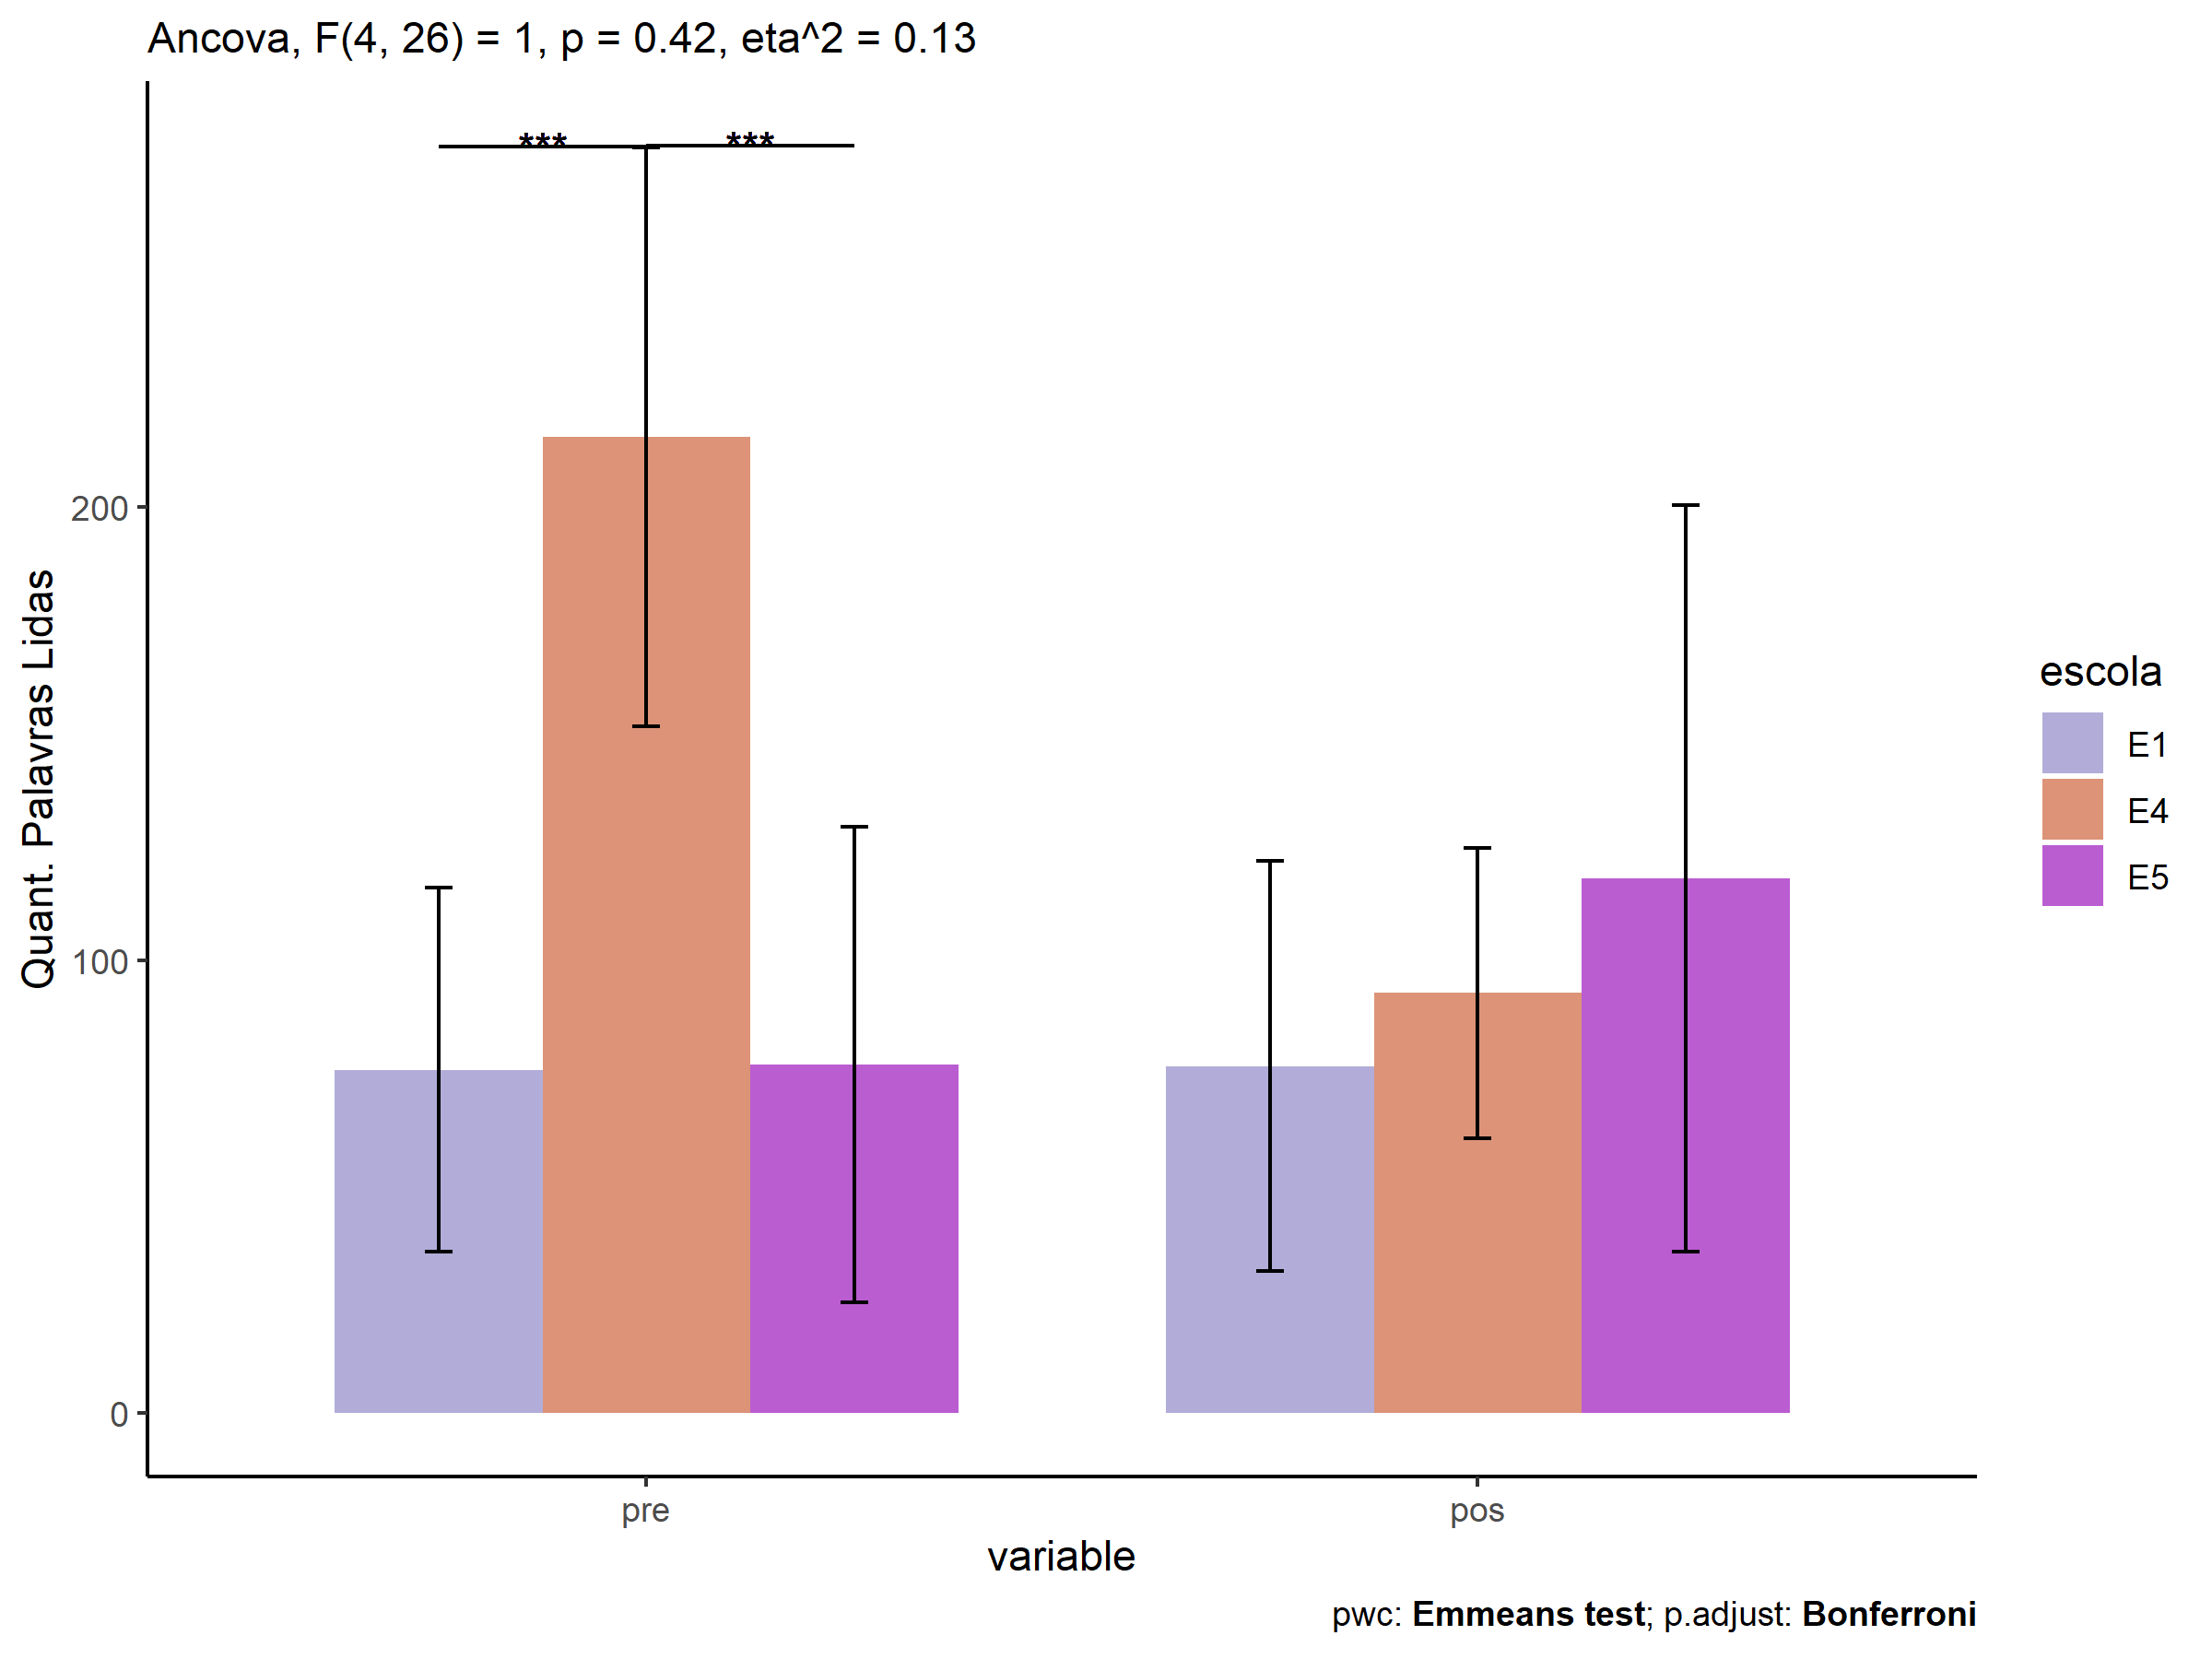 Ancova, F(4, 26) = 1, p = 0.42, eta^2 = 0.13
*** ***
Quant. Palavras Lidas
200
100
0
pre pos
variable
escola
E1
E4
E5
pwc: Emmeans test; p.adjust: Bonferroni